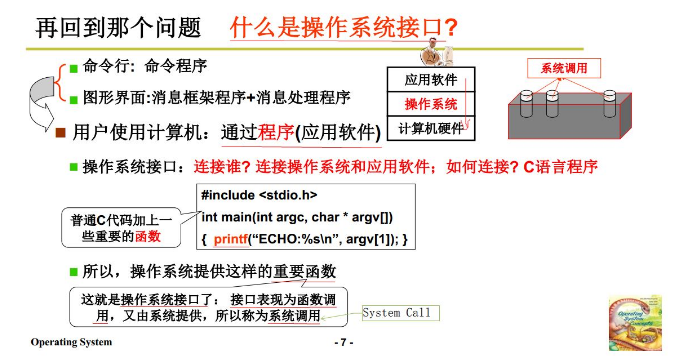 再回到那个问题 什么是操作系统接口?
命令行: 命令程序
图形界面:消息框架程序+消息处理程序
应用软件
操作系统
计算机硬件
系统调用
用户使用计算机：通过程序(应用软件)
操作系统接口：连接谁? 连接操作系统和应用软件；如何连接? C语言程序
普通C代码加上一
些重要的函数
#include <stdio.h>
int main(int argc, char * argv[])
{ printf(“ECHO:%s\n”, argv[1]); }
所以，操作系统提供这样的重要函数
这就是操作系统接口了： 接口表现为函数调
用，又由系统提供，所以称为系统调用
System Call
Operating
System
Concepts
Operating System
- 7 -